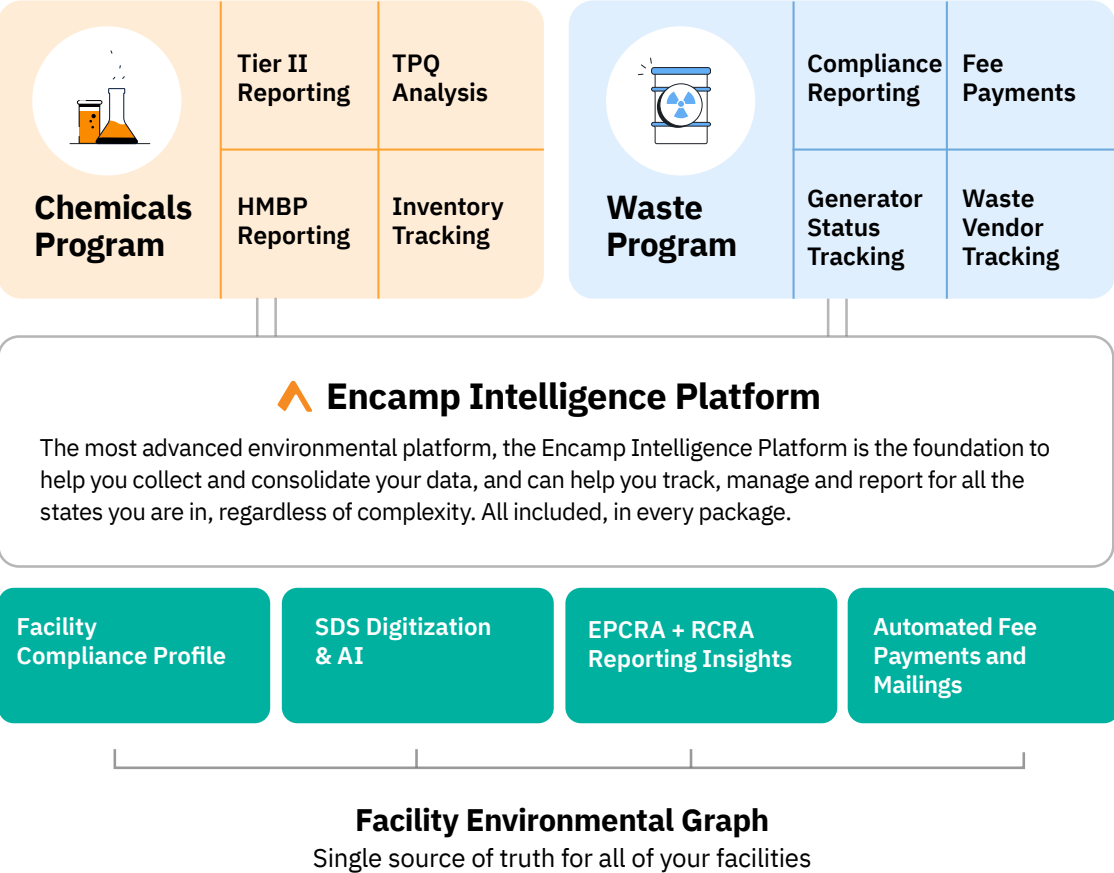 Chemicals
Program
Tier II
Reporting
TPQ
Analysis
HMBP
Reporting
Inventory
Tracking
Waste
Program
Compliance
Reporting
Fee
Payments
Generator
Status
Tracking
Waste
Vendor
Tracking
Encamp Intelligence Platform
The most advanced environmental platform, the Encamp Intelligence Platform is the foundation to
help you collect and consolidate your data, and can help you track, manage and report for all the
states you are in, regardless of complexity. All included, in every package.
Facility
Compliance Profile
SDS Digitization
& AI
EPCRA + RCRA
Reporting Insights
Automated Fee
Payments and
Mailings
Facility Environmental Graph
Single source of truth for all of your facilities